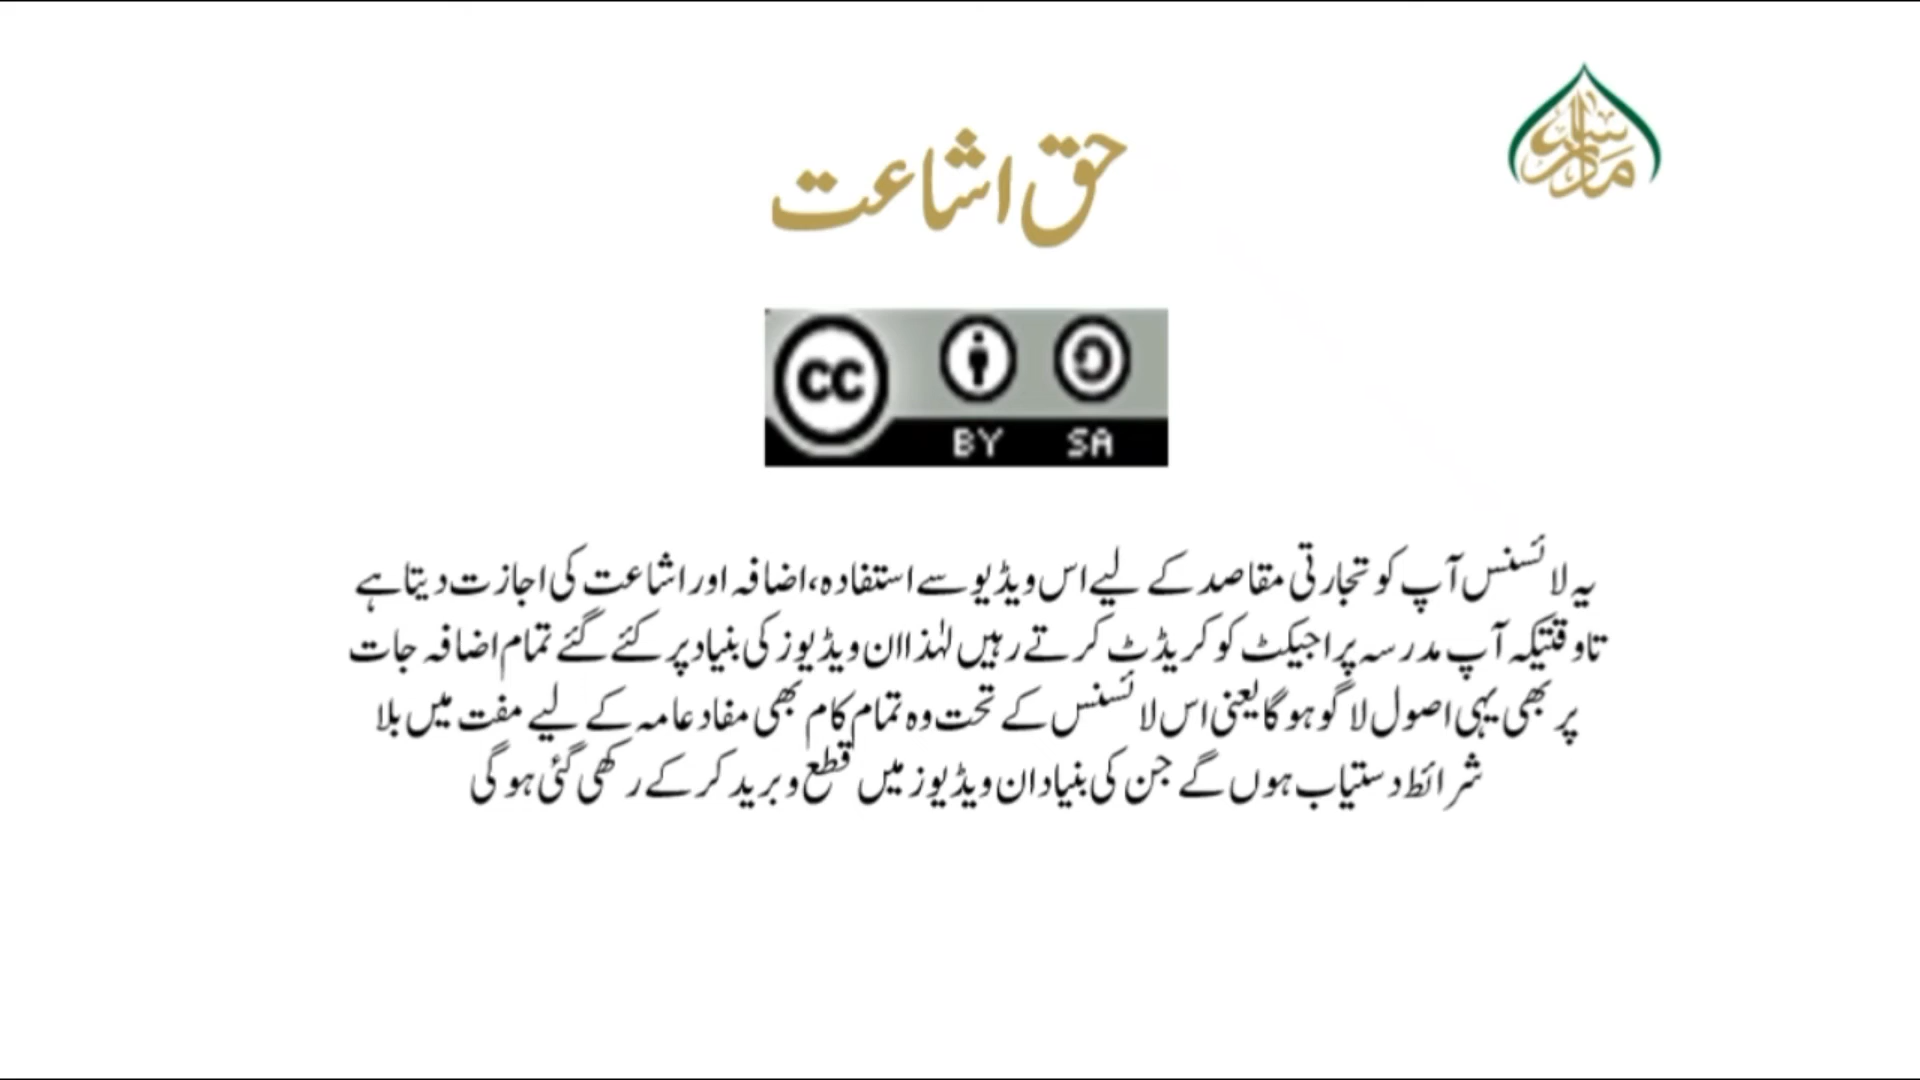 حق اشاعت
مدرسہ
cc
BY SA
یہ لائسنس آپ کو تجارتی مقاصد کے لیے اس ویڈیو سے استفادہ، اضافہ اور اشاعت کی اجازت دیتا ہے
تاوقتیکہ آپ مدرسہ پراجیکٹ کو کریڈٹ کرتے رہیں لہٰذا ان ویڈیوز کی بنیاد پر کئے گئے تمام اضافہ جات
پر بھی یہی اصول لاگو ہوگا یعنی اس لائسنس کے تحت وہ تمام کام بھی مفاد عامہ کے لیے مفت میں بلا
شرائط دستیاب ہوں گے جن کی بنیاد ان ویڈیوز میں قطع و برید کر کے رکھی گئی ہوگی